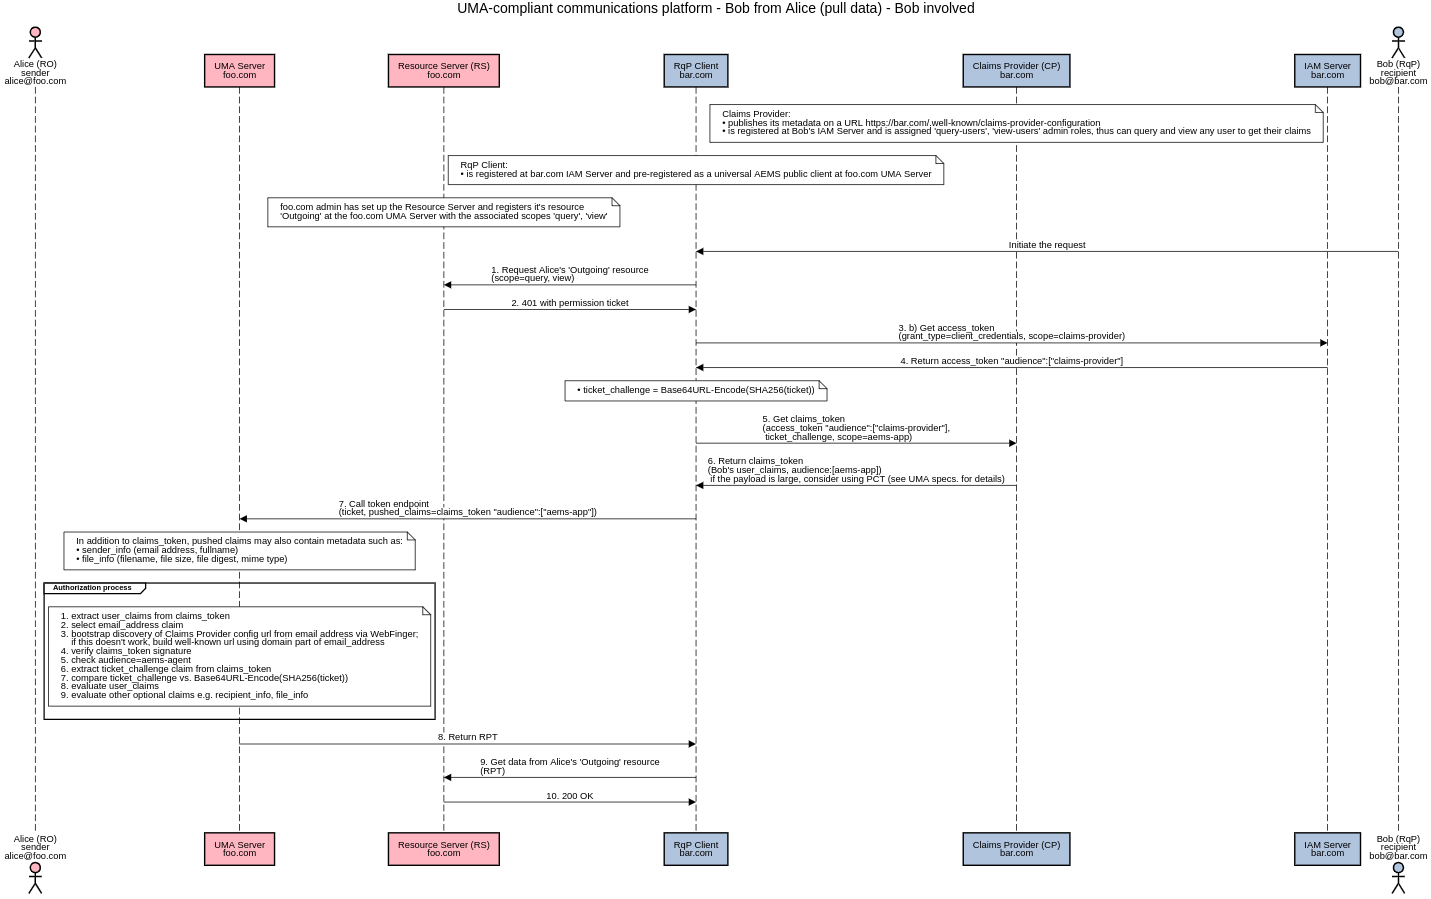 UMA-compliant communications platform - Bob from Alice (pull data) - Bob involved
Alice (RO)
sender
alice@foo.com
UMA Server
foo.com
Resource Server (RS)
foo.com
RqP Client
bar.com
Claims Provider (CP)
bar.com
IAM Server
bar.com
Bob (RqP)
recipient
bob@bar.com
Claims Provider:
• publishes its metadata on a URL https://bar.com/.well-known/claims-provider-configuration
• is registered at Bob's IAM Server and is assigned 'query-users', 'view-users' admin roles, thus can query and view any user to get their claims
RqP Client:
• is registered at bar.com IAM Server and pre-registered as a universal AEMS public client at foo.com UMA Server
foo.com admin has set up the Resource Server and registers it's resource
'Outgoing' at the foo.com UMA Server with the associated scopes 'query', 'view'
Initiate the request
1. Request Alice's 'Outgoing' resource
(scope=query, view)
2. 401 with permission ticket
3. b) Get access_token
(grant_type=client_credentials, scope=claims-provider)
4. Return access_token "audience":["claims-provider"]
• ticket_challenge = Base64URL-Encode(SHA256(ticket))
5. Get claims_token
(access_token "audience":["claims-provider"],
ticket_challenge, scope=aems-app)
6. Return claims_token
(Bob's user_claims, audience:[aems-app])
if the payload is large, consider using PCT (see UMA specs. for details)
7. Call token endpoint
(ticket, pushed_claims=claims_token "audience":["aems-app"])
In addition to claims_token, pushed claims may also contain metadata such as:
• sender_info (email address, fullname)
• file_info (filename, file size, file digest, mime type)
Authorization process
1. extract user_claims from claims_token
2. select email_address claim
3. bootstrap discovery of Claims Provider config url from email address via WebFinger;
if this doesn't work, build well-known url using domain part of email_address
4. verify claims_token signature
5. check audience=aems-agent
6. extract ticket_challenge claim from claims_token
7. compare ticket_challenge vs. Base64URL-Encode(SHA256(ticket))
8. evaluate user_claims
9. evaluate other optional claims e.g. recipient_info, file_info
8. Return RPT
9. Get data from Alice's 'Outgoing' resource
(RPT)
10. 200 OK
Alice (RO)
sender
alice@foo.com
UMA Server
foo.com
Resource Server (RS)
foo.com
RqP Client
bar.com
Claims Provider (CP)
bar.com
IAM Server
bar.com
Bob (RqP)
recipient
bob@bar.com